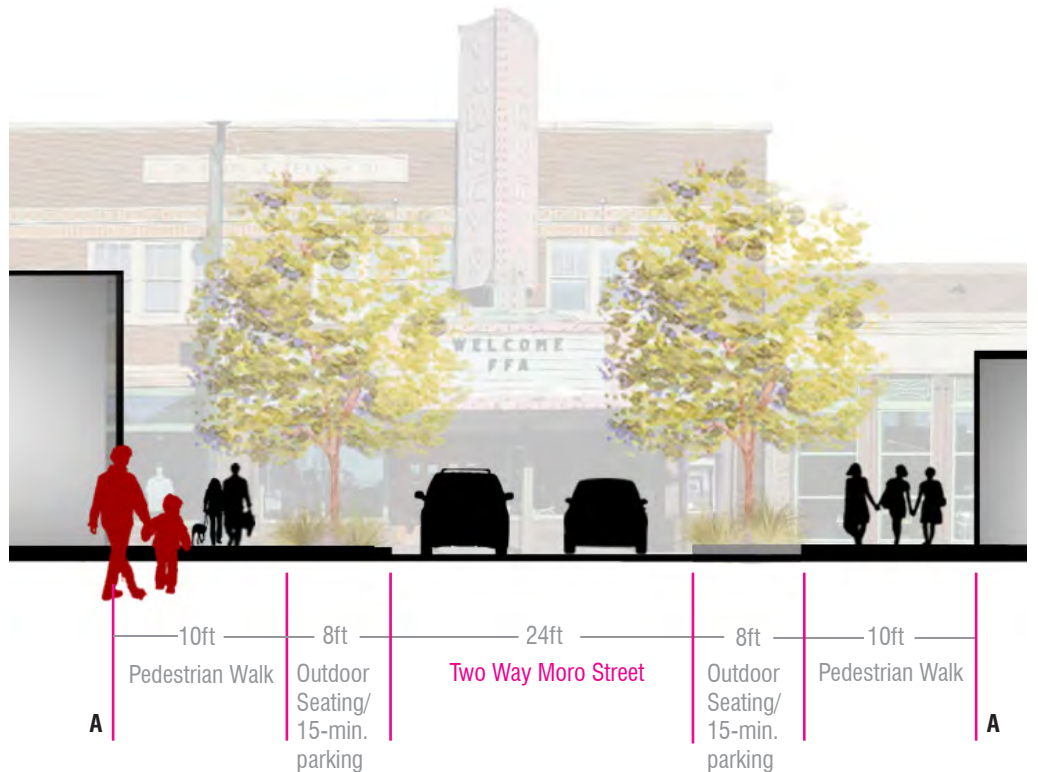 WELCOME
FFA
10ft
8ft
24ft
8ft
10ft
Pedestrian Walk
Outdoor
Seating/
15-min.
parking
Two Way Moro Street
Outdoor
Seating/
15-min.
parking
Pedestrian Walk
A
A